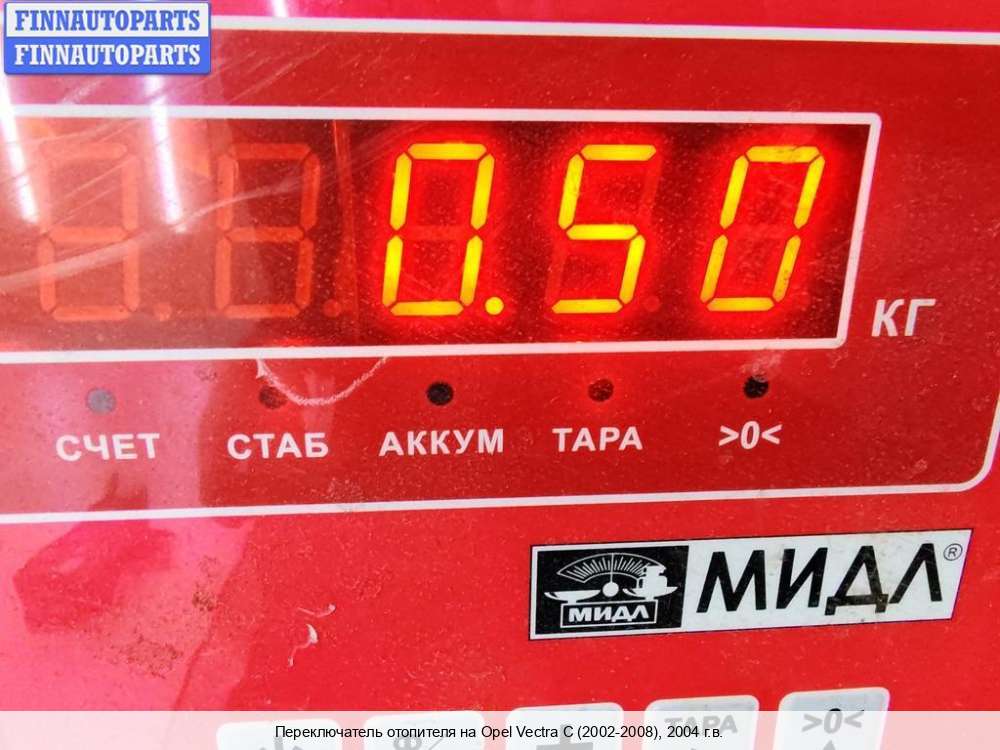 FINNAUTOPARTS
FINNAUTOPARTS
0.50
КГ
СЧЕТ СТАБ АККУМ ТАРА >0<
МИДЛ МИДЛ®
ТАРА >0<
Переключатель отопителя на Opel Vectra C (2002-2008), 2004 г.в.